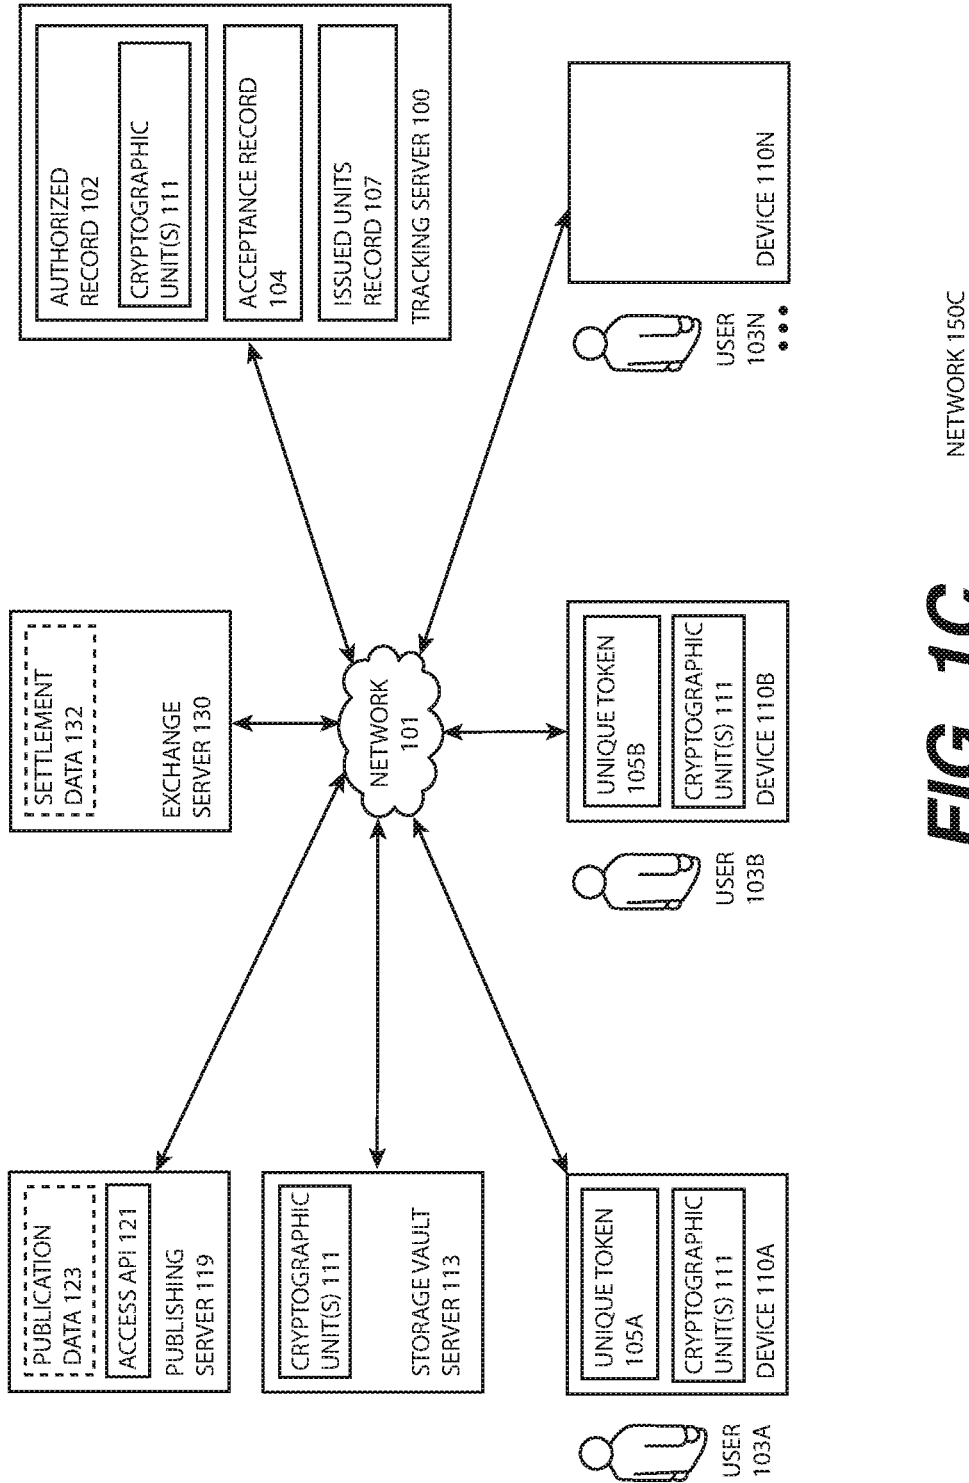 PUBLICATION
DATA 123
ACCESS API 121
PUBLISHING
SERVER 119
SETTLEMENT
DATA 132
EXCHANGE
SERVER 130
AUTHORIZED
RECORD 102
CRYPTOGRAPHIC
UNIT(S) 111
ACCEPTANCE RECORD
104
ISSUED UNITS
RECORD 107
TRACKING SERVER 100
CRYPTOGRAPHIC
UNIT(S) 111
STORAGE VAULT
SERVER 113
NETWORK
101
USER
103A
UNIQUE TOKEN
105A
CRYPTOGRAPHIC
UNIT(S) 111
DEVICE 110A
USER
103B
UNIQUE TOKEN
105B
CRYPTOGRAPHIC
UNIT(S) 111
DEVICE 110B
USER
103N
DEVICE 110N
FIG. 1C
NETWORK 150C